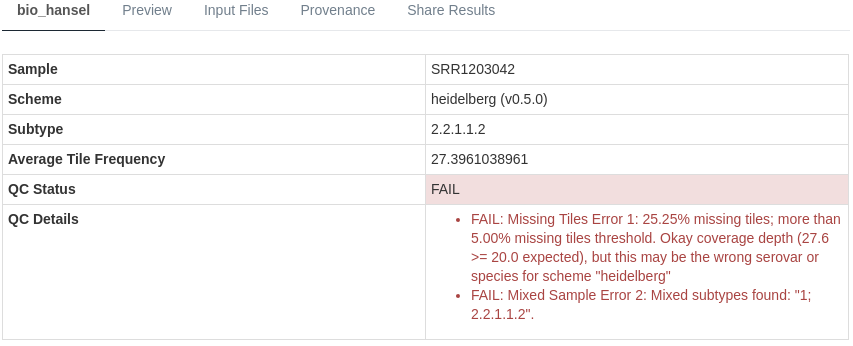 bio_hansel Preview Input Files Provenance Share Results
Sample SRR1203042
Scheme heidelberg (v0.5.0)
Subtype 2.2.1.1.2
Average Tile Frequency 27.3961038961
QC Status FAIL
QC Details
• FAIL: Missing Tiles Error 1: 25.25% missing tiles; more than
5.00% missing tiles threshold. Okay coverage depth (27.6
>= 20.0 expected), but this may be the wrong serovar or
species for scheme "heidelberg"
• FAIL: Mixed Sample Error 2: Mixed subtypes found: "1;
2.2.1.1.2".